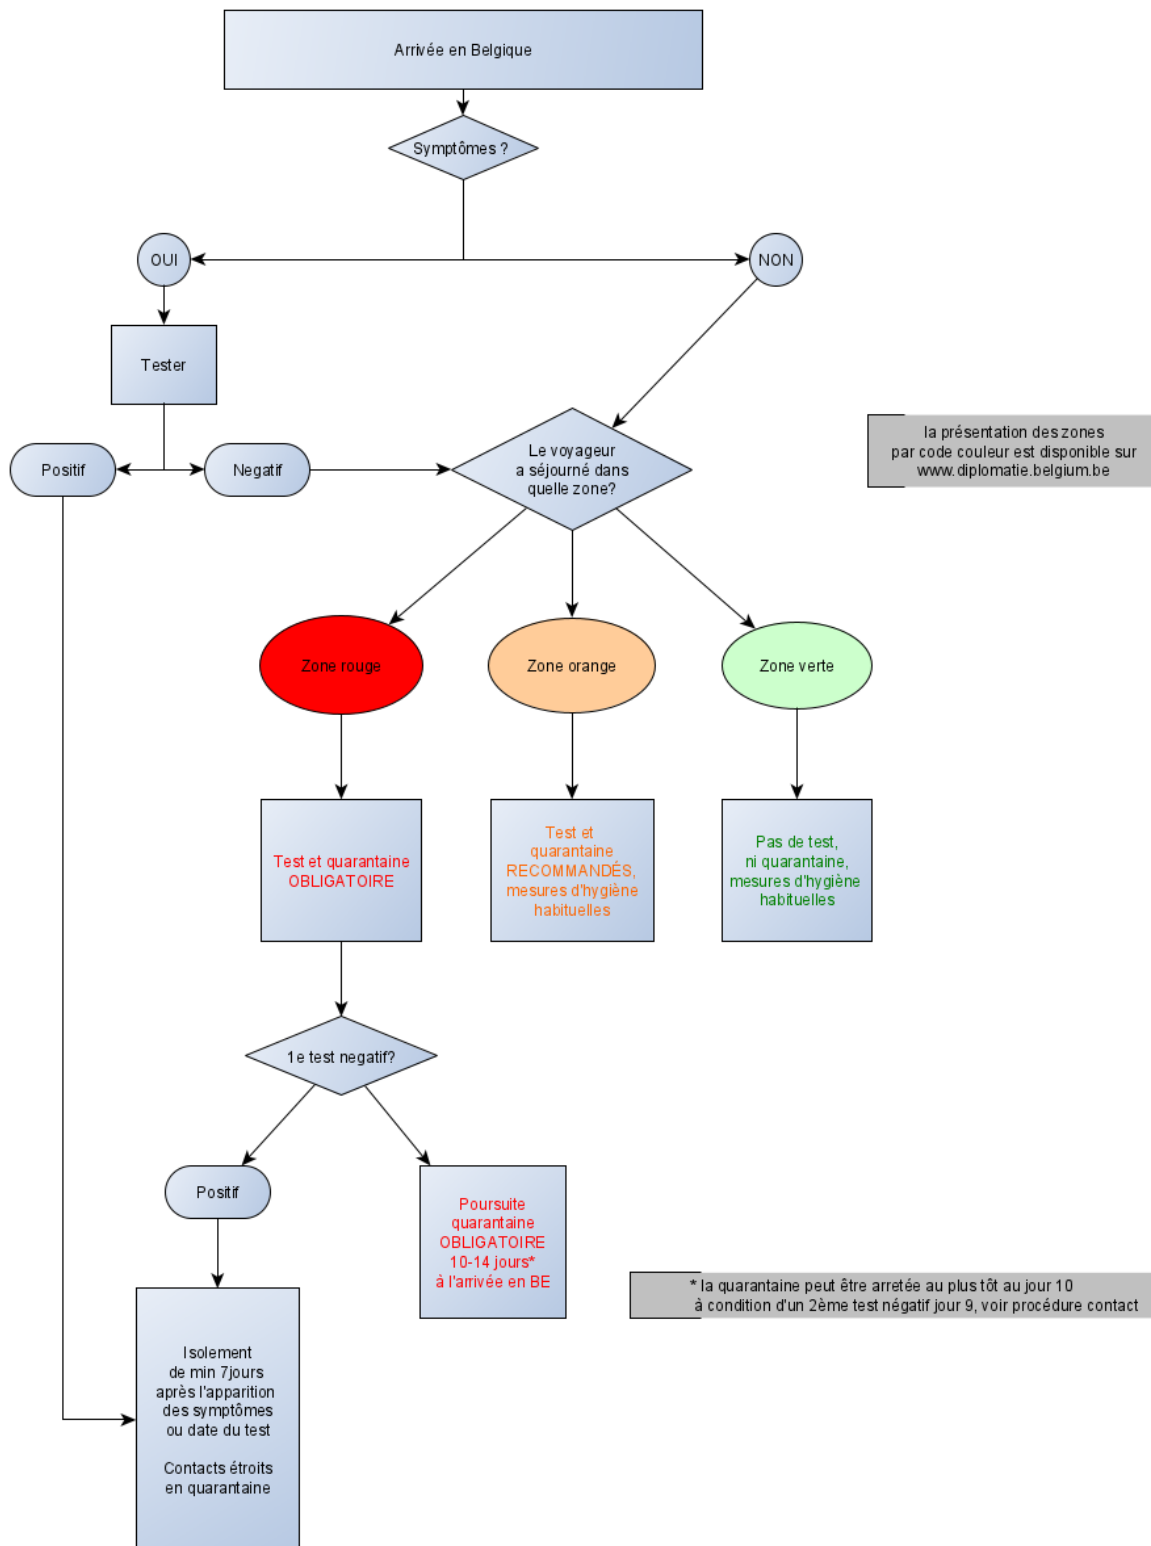 Arrivée en Belgique
Symptômes ?
OUI
NON
Tester
Positif
Negatif
Le voyageur
a séjourné dans
quelle zone?
la présentation des zones
par code couleur est disponible sur
www.diplomatie.belgium.be
Zone rouge
Zone orange
Zone verte
Test et quarantaine
OBLIGATOIRE
Test et
quarantaine
RECOMMANDÉS,
mesures d'hygiène
habituelles
Pas de test,
ni quarantaine,
mesures d'hygiène
habituelles
1e test negatif?
Positif
Poursuite
quarantaine
OBLIGATOIRE
10-14 jours*
à l'arrivée en BE
* la quarantaine peut être arretée au plus tôt au jour 10
à condition d'un 2ème test négatif jour 9, voir procédure contact
Isolement
de min 7jours
après l'apparition
des symptômes
ou date du test
Contacts étroits
en quarantaine